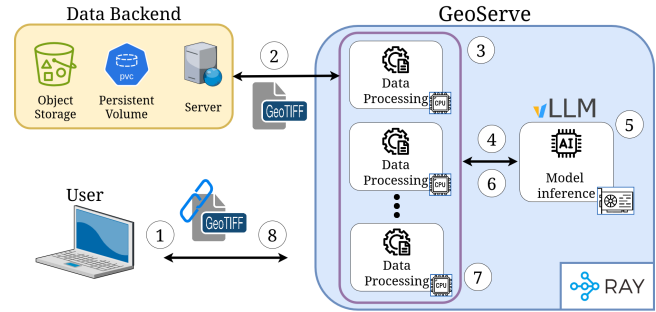 Data Backend
GeoServe
pvc
Object
Storage
Persistent
Volume
Server
2
GeoTIFF
3
Data
Processing
CPU
Data
Processing
CPU
Data
Processing
CPU
7
4
6
vLLM
5
AI
Model
inference
RAY
User
1
GeoTIFF
8